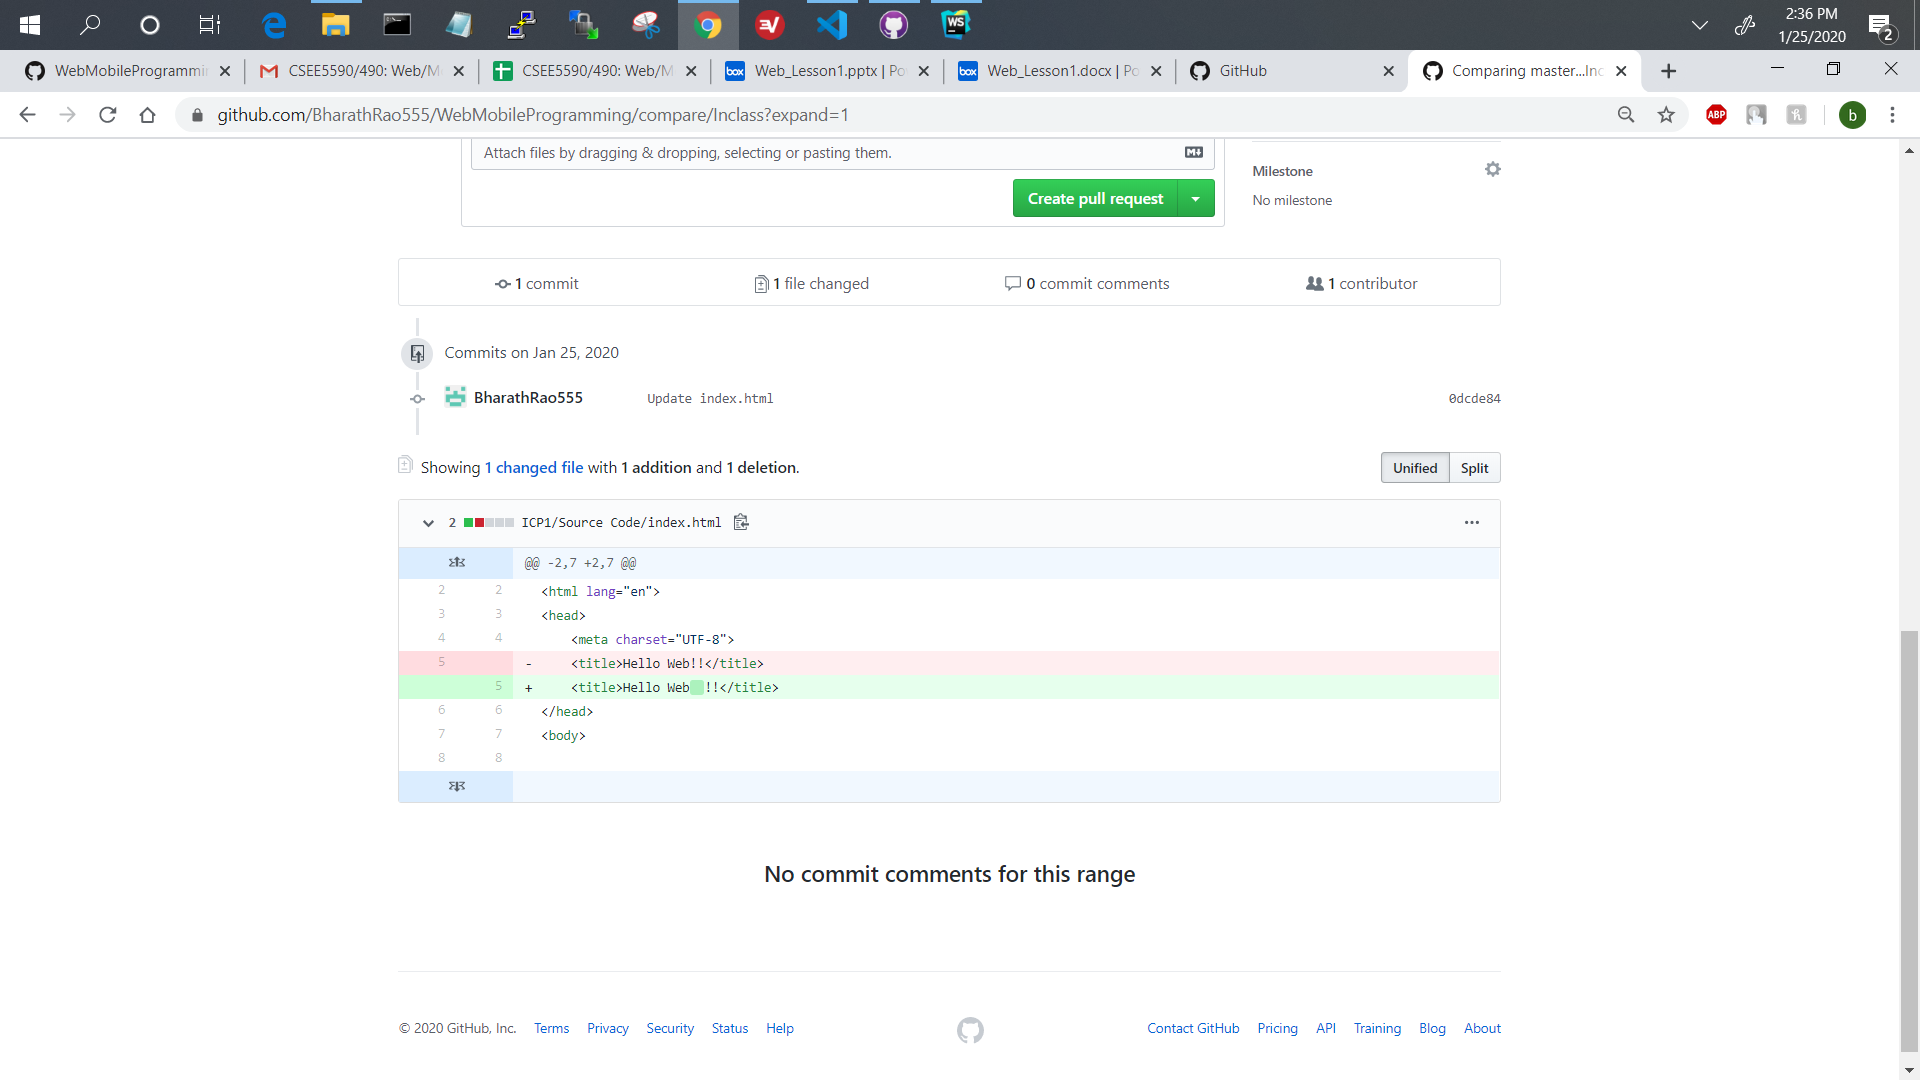 2:36 PM
1/25/2020
2
WebMobileProgrammi
CSEE5590/490: Web/M
CSEE5590/490: Web/M
Web_Lesson1.pptx | Po
Web_Lesson1.docx | Po
GitHub
Comparing master...Inc
github.com/BharathRao555/WebMobileProgramming/compare/Inclass?expand=1
ABP
b
Attach files by dragging & dropping, selecting or pasting them.
Milestone
No milestone
Create pull request
1 commit
1 file changed
0 commit comments
1 contributor
Commits on Jan 25, 2020
BharathRao555 Update index.html 0dcde84
Showing 1 changed file with 1 addition and 1 deletion.
Unified Split
2 ICP1/Source Code/index.html
@@ -2,7 +2,7 @@
2 2 <html lang="en">
3 3 <head>
4 4 <meta charset="UTF-8">
5 - <title>Hello Web!!</title>
5 + <title>Hello Web  !!</title>
6 6 </head>
7 7 <body>
8 8
No commit comments for this range
© 2020 GitHub, Inc. Terms Privacy Security Status Help
Contact GitHub Pricing API Training Blog About